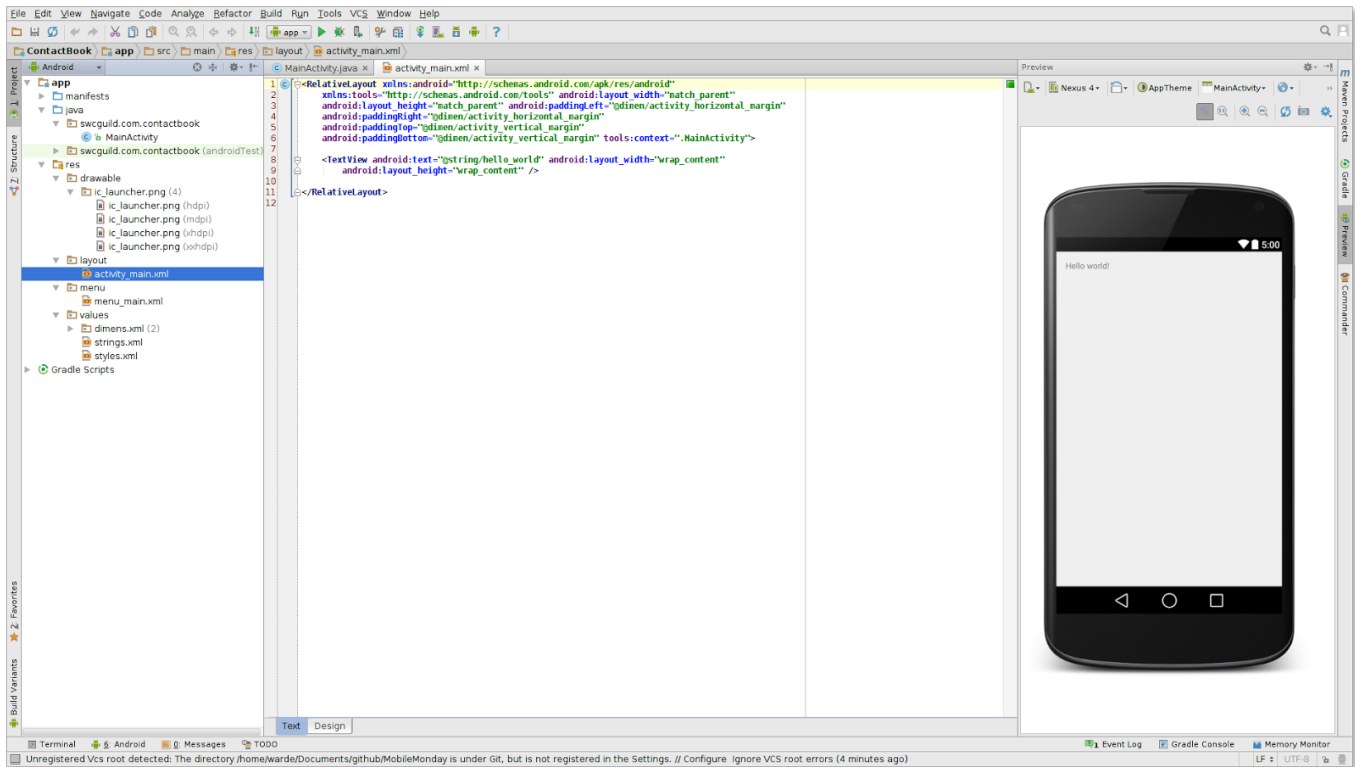 File Edit View Navigate Code Analyze Refactor Build Run Tools VCS Window Help
app
ContactBook app src main res layout activity_main.xml
Android
MainActivity.java activity_main.xml
Preview
1: Project
Z: Structure
2: Favorites
Build Variants
app
manifests
java
swcguild.com.contactbook
MainActivity
swcguild.com.contactbook (androidTest)
res
drawable
ic_launcher.png (4)
ic_launcher.png (hdpi)
ic_launcher.png (mdpi)
ic_launcher.png (xhdpi)
ic_launcher.png (xxhdpi)
layout
activity_main.xml
menu
menu_main.xml
values
dimens.xml (2)
strings.xml
styles.xml
Gradle Scripts
1 <RelativeLayout xmlns:android="http://schemas.android.com/apk/res/android"
2 xmlns:tools="http://schemas.android.com/tools" android:layout_width="match_parent"
3 android:layout_height="match_parent" android:paddingLeft="@dimen/activity_horizontal_margin"
4 android:paddingRight="@dimen/activity_horizontal_margin"
5 android:paddingTop="@dimen/activity_vertical_margin"
6 android:paddingBottom="@dimen/activity_vertical_margin" tools:context=".MainActivity">
7
8 <TextView android:text="@string/hello_world" android:layout_width="wrap_content"
9 android:layout_height="wrap_content" />
10
11 </RelativeLayout>
12
Text Design
Nexus 4 AppTheme MainActivity
5:00
Hello world!
Maven Projects
Gradle
Preview
Commander
Terminal 6: Android 0: Messages TODO
1 Event Log Gradle Console Memory Monitor
Unregistered Vcs root detected: The directory /home/warde/Documents/github/MobileMonday is under Git, but is not registered in the Settings. // Configure Ignore VCS root errors (4 minutes ago)
LF UTF-8